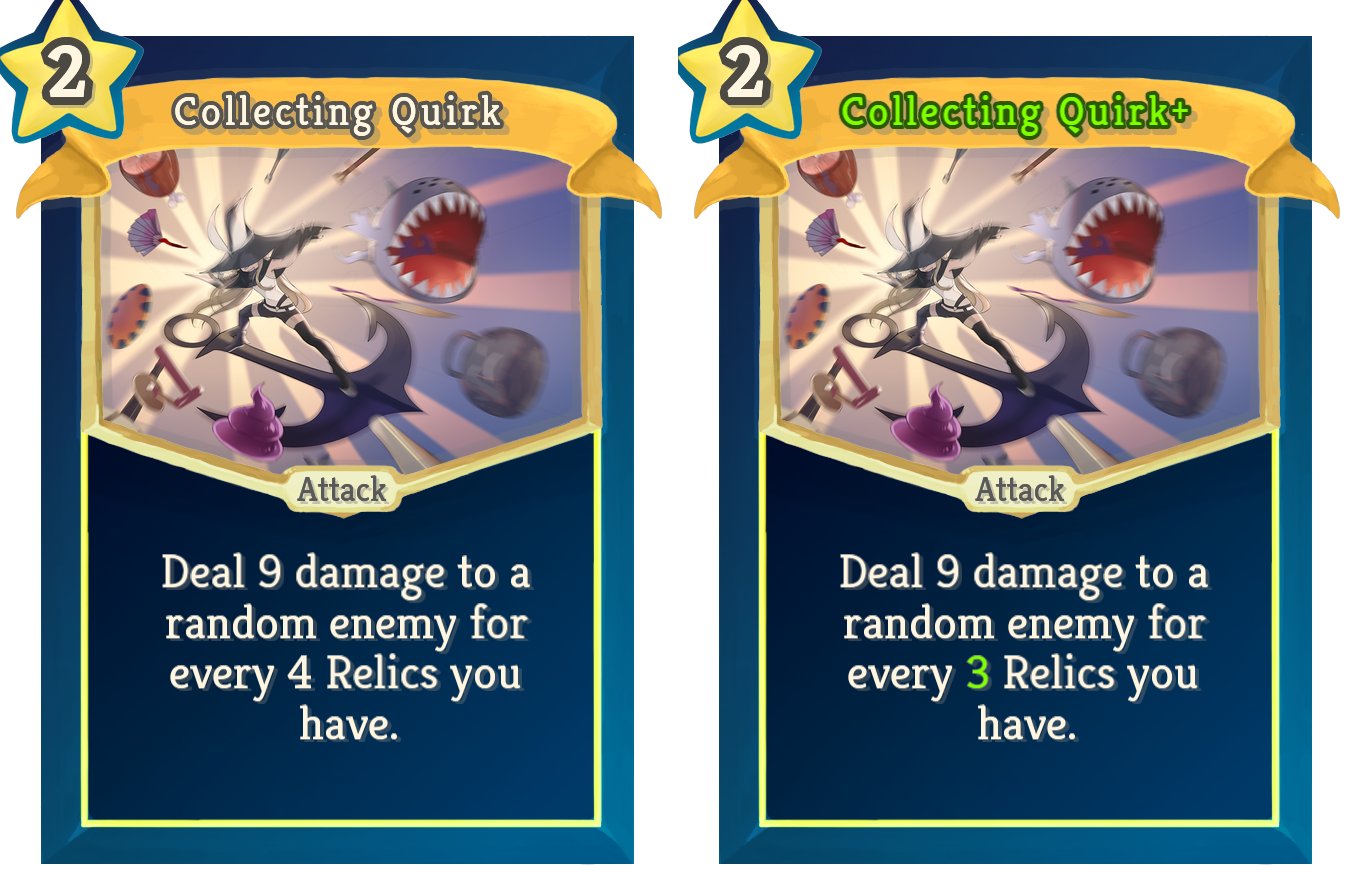 2
Collecting Quirk
Attack
Deal 9 damage to a
random enemy for
every 4 Relics you
have.
2
Collecting Quirk+
Attack
Deal 9 damage to a
random enemy for
every 3 Relics you
have.